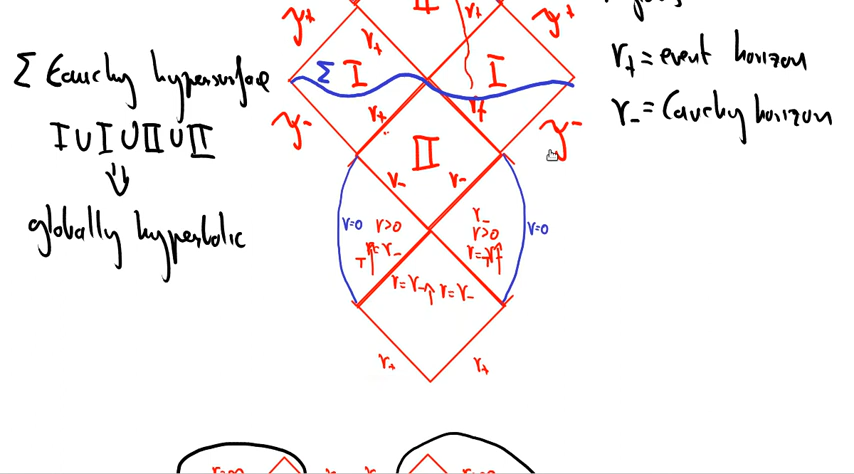 II
𝒥+ r+ r+ 𝒥+
r+ = event horizon
Σ Cauchy hypersurface
Σ I I
r- = Cauchy horizon
𝒥- r+ r+ 𝒥-
I ∪ I ∪ II ∪ II
II
⇓
r- r-
globally hyperbolic
r=0 r>0 r- r>0 r=0
r=r-
T↑
r=r- ↑ r=r-
r+ r+